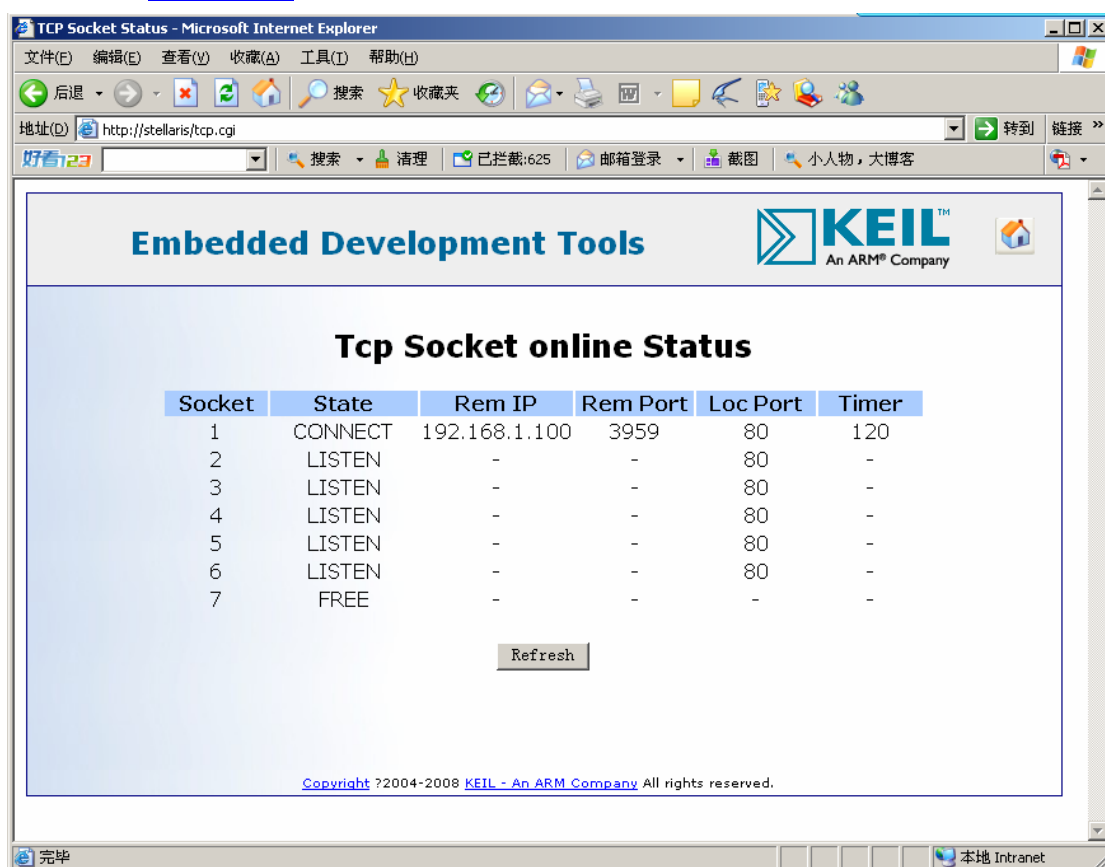 TCP Socket Status - Microsoft Internet Explorer
文件(F) 编辑(E) 查看(V) 收藏(A) 工具(T) 帮助(H)
后退 搜索 收藏夹
地址(D) http://stellaris/tcp.cgi 转到 链接 »
好看123 搜索 清理 已拦截:625 邮箱登录 截图 小人物，大博客
Embedded Development Tools KEIL™
An ARM® Company
Tcp Socket online Status
Socket State Rem IP Rem Port Loc Port Timer
1 CONNECT 192.168.1.100 3959 80 120
2 LISTEN - - 80 -
3 LISTEN - - 80 -
4 LISTEN - - 80 -
5 LISTEN - - 80 -
6 LISTEN - - 80 -
7 FREE - - - -
Refresh
Copyright ?2004-2008 KEIL - An ARM Company All rights reserved.
完毕 本地 Intranet